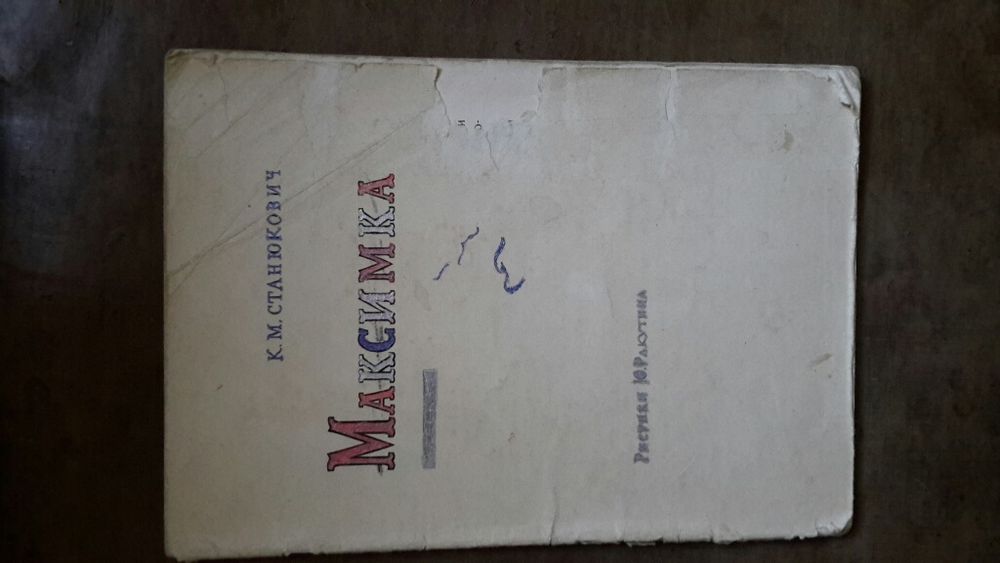 К. М. СТАНЮКОВИЧ
МАКСИМКА
РИСУНКИ Ю. РАКУТИНА